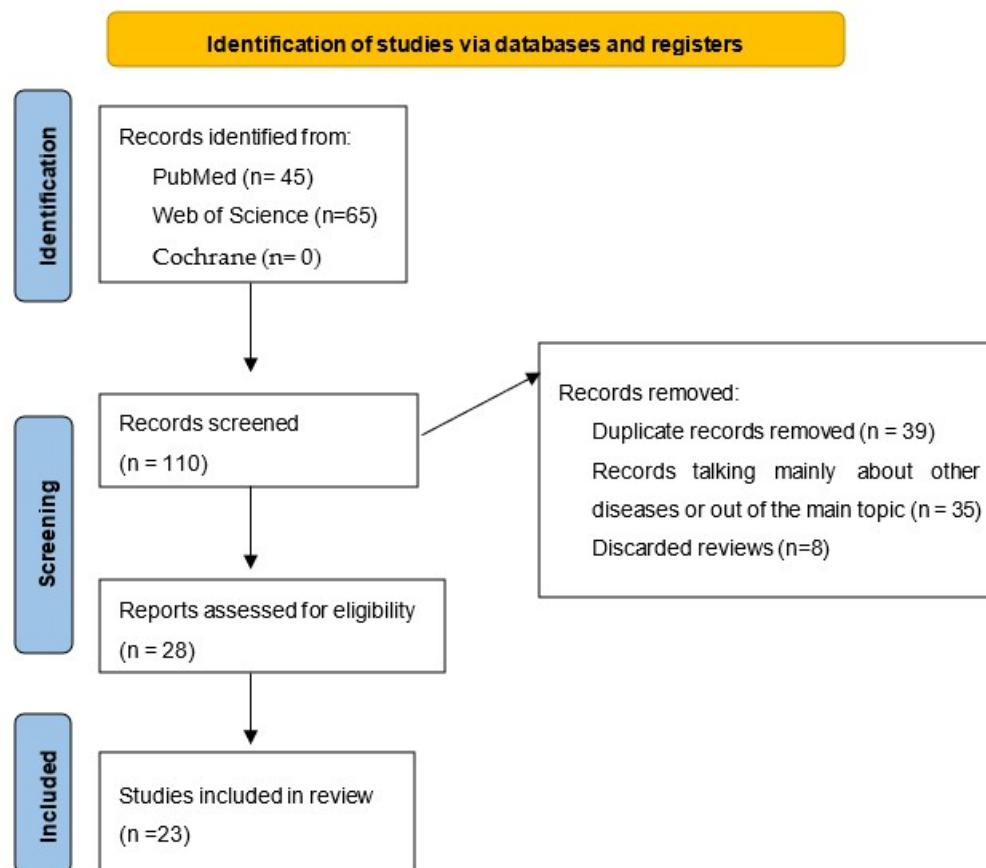 Identification of studies via databases and registers
Identification
Records identified from:
PubMed (n= 45)
Web of Science (n=65)
Cochrane (n= 0)
Screening
Records screened
(n = 110)
Records removed:
Duplicate records removed (n = 39)
Records talking mainly about other
diseases or out of the main topic (n = 35)
Discarded reviews (n=8)
Reports assessed for eligibility
(n = 28)
Included
Studies included in review
(n =23)